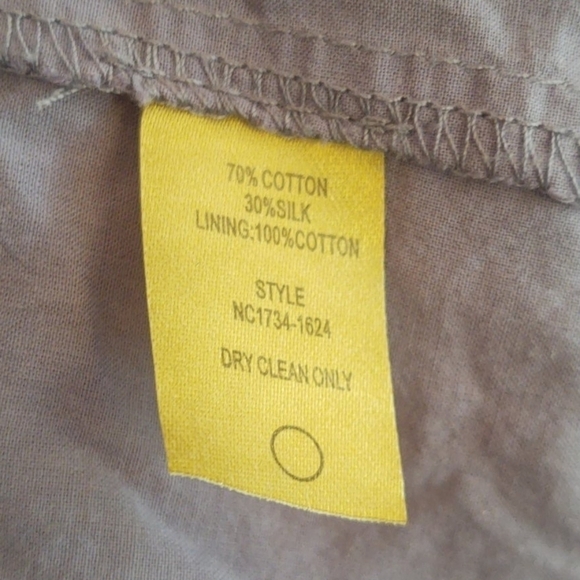 70% COTTON
30%SILK
LINING:100%COTTON
STYLE
NC1734-1624
DRY CLEAN ONLY